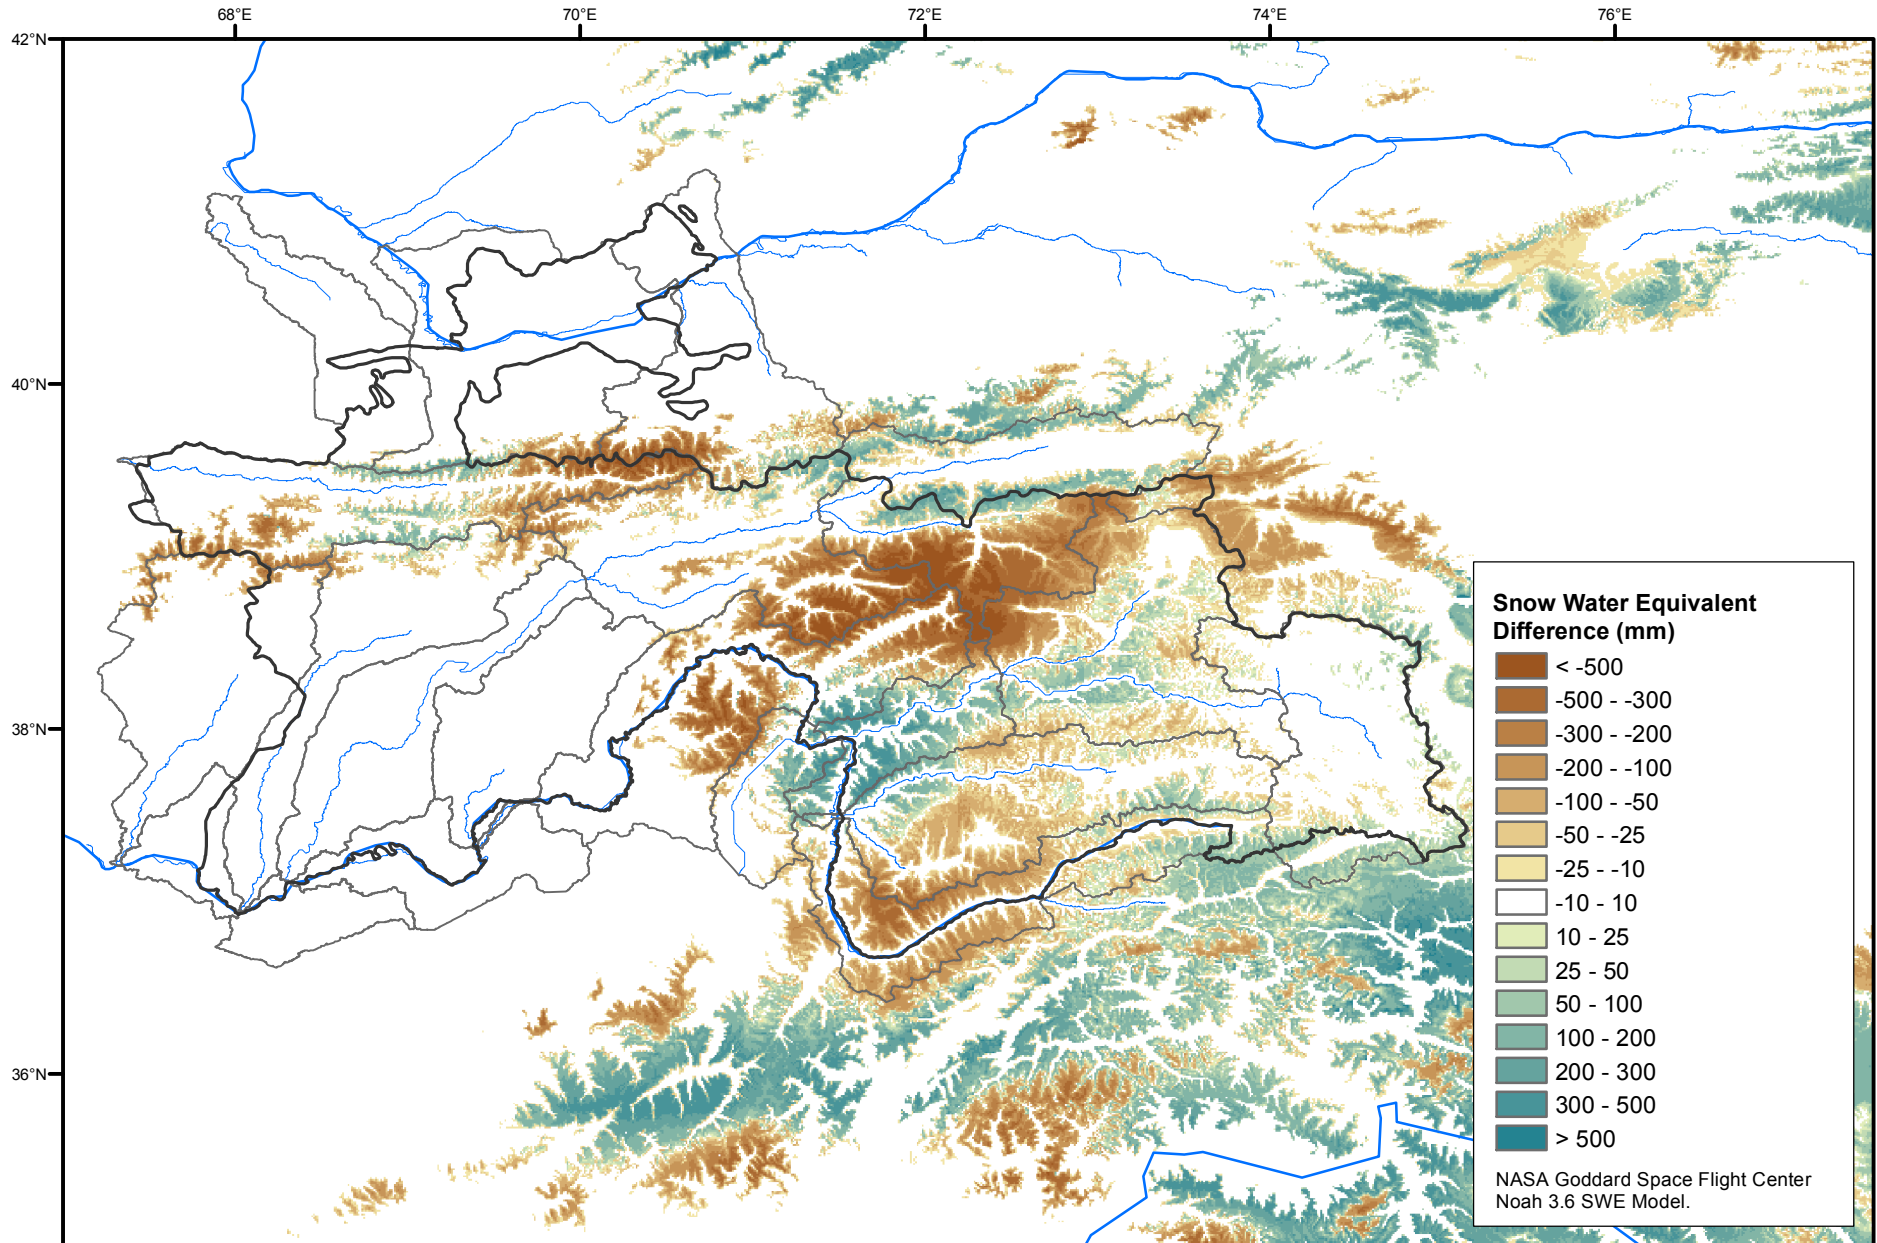 68°E
70°E
72°E
74°E
76°E
42°N
40°N
38°N
36°N
Snow Water Equivalent
Difference (mm)
< -500
-500 - -300
-300 - -200
-200 - -100
-100 - -50
-50 - -25
-25 - -10
-10 - 10
10 - 25
25 - 50
50 - 100
100 - 200
200 - 300
300 - 500
> 500
NASA Goddard Space Flight Center
Noah 3.6 SWE Model.